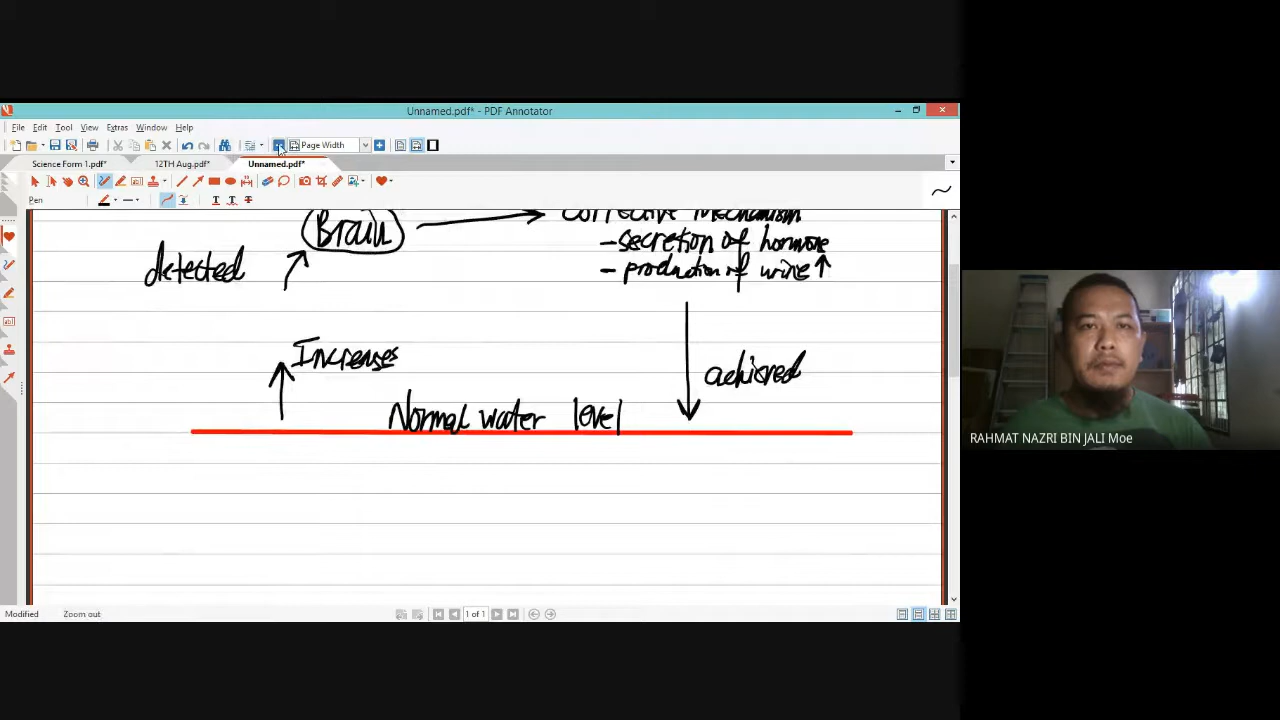 Unnamed.pdf* - PDF Annotator
File Edit Tool View Extras Window Help
Page Width
Science Form 1.pdf* 12TH Aug.pdf* Unnamed.pdf*
Pen
Brain
corrective mechanism
-secretion of hormone
- production of urine↑
detected
Increases
achieved
Normal water level
RAHMAT NAZRI BIN JALI Moe
Modified Zoom out 1 of 1